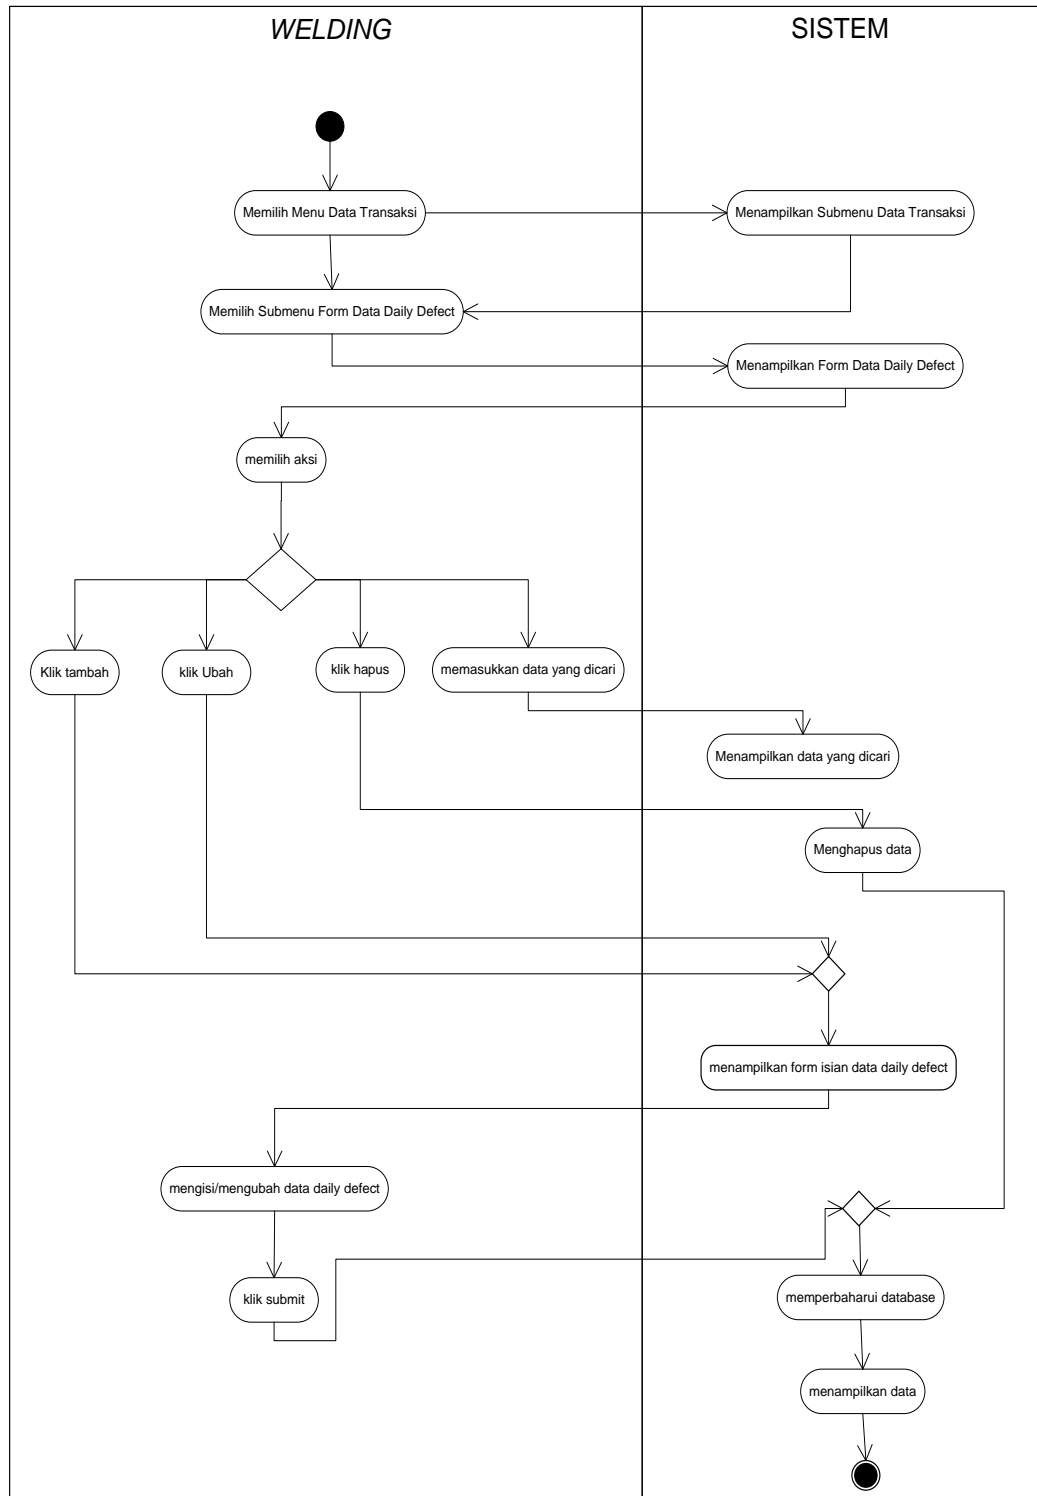 WELDING
SISTEM
Memilih Menu Data Transaksi
Menampilkan Submenu Data Transaksi
Memilih Submenu Form Data Daily Defect
Menampilkan Form Data Daily Defect
memilih aksi
Klik tambah
klik Ubah
klik hapus
memasukkan data yang dicari
Menampilkan data yang dicari
Menghapus data
menampilkan form isian data daily defect
mengisi/mengubah data daily defect
klik submit
memperbaharui database
menampilkan data